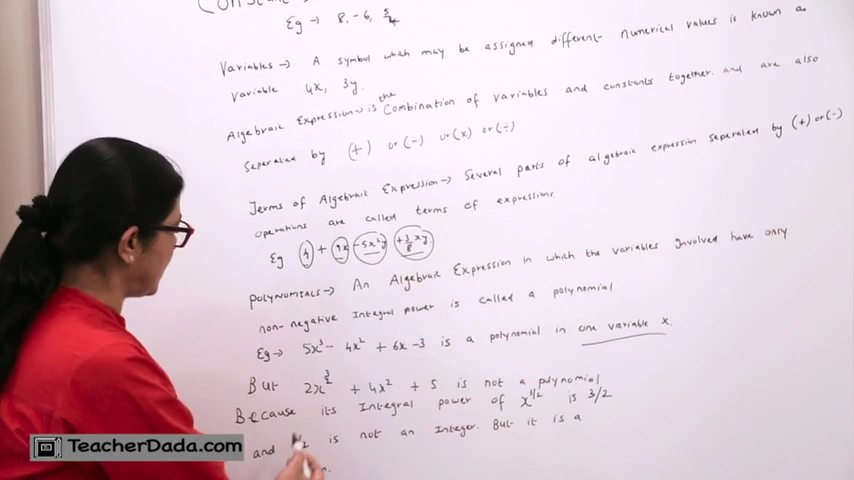 Eg → 8, -6, 5/4
Variables → A symbol which may be assigned different numerical values is known as
variable 4x, 3y.
Algebraic Expression → is the Combination of variables and constants together. and are also
seperated by (+) or (-) or (x) or (÷)
Terms of Algebraic Expression → Several parts of algebraic expression seperated by (+) or (-)
operations are called terms of expressions.
Eg 4 + 9x - 5x²y + 3/8 xy
POLYNOMIALS → An Algebraic Expression in which the variables Involved have only
non-negative Integral power is called a polynomial
Eg → 5x³ - 4x² + 6x - 3 is a polynomial in one variable x.
But 2x^3/2 + 4x² + 5 is not a polynomial
Because its Integral power of x^3/2 is 3/2
and is not an Integer. But it is a
TeacherDada.com